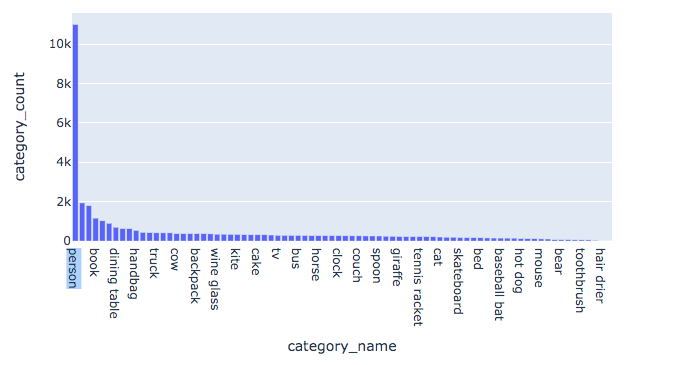 category_count
10k
8k
6k
4k
2k
0
person
book
dining table
handbag
truck
cow
backpack
wine glass
kite
cake
tv
bus
horse
clock
couch
spoon
giraffe
tennis racket
cat
skateboard
bed
baseball bat
hot dog
mouse
bear
toothbrush
hair drier
category_name